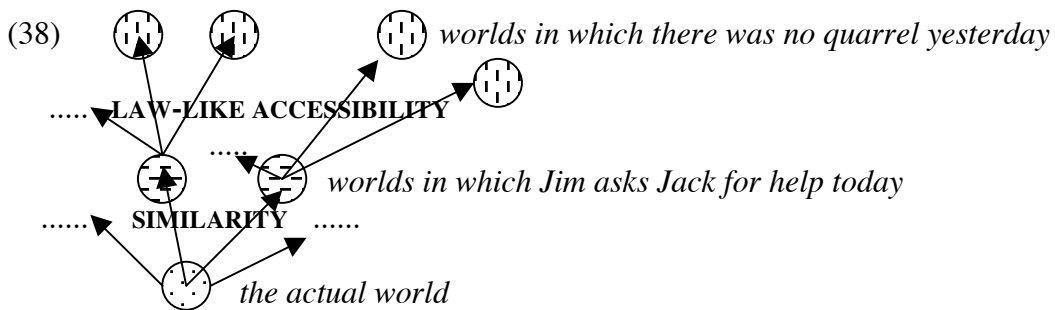 (38)
worlds in which there was no quarrel yesterday
..... LAW-LIKE ACCESSIBILITY
.....
worlds in which Jim asks Jack for help today
...... SIMILARITY ......
the actual world